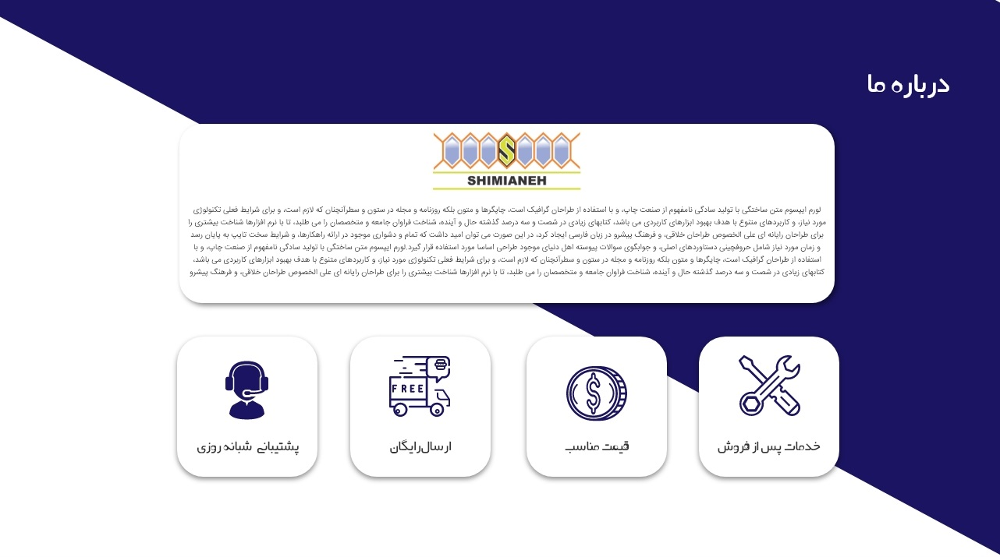 درباره ما
SHIMIANEH
لورم ایپسوم متن ساختگی با تولید سادگی نامفهوم از صنعت چاپ، و با استفاده از طراحان گرافیک است، چاپگرها و متون بلکه روزنامه و مجله در ستون و سطرآنچنان که لازم است، و برای شرایط فعلی تکنولوژی
مورد نیاز، و کاربردهای متنوع با هدف بهبود ابزارهای کاربردی می باشد، کتابهای زیادی در شصت و سه درصد گذشته حال و آینده، شناخت فراوان جامعه و متخصصان را می طلبد، تا با نرم افزارها شناخت بیشتری را
برای طراحان رایانه ای علی الخصوص طراحان خلاقی، و فرهنگ پیشرو در زبان فارسی ایجاد کرد، در این صورت می توان امید داشت که تمام و دشواری موجود در ارائه راهکارها، و شرایط سخت تایپ به پایان رسد
و زمان مورد نیاز شامل حروفچینی دستاوردهای اصلی، و جوابگوی سوالات پیوسته اهل دنیای موجود طراحی اساسا مورد استفاده قرار گیرد.لورم ایپسوم متن ساختگی با تولید سادگی نامفهوم از صنعت چاپ، و با
استفاده از طراحان گرافیک است، چاپگرها و متون بلکه روزنامه و مجله در ستون و سطرآنچنان که لازم است، و برای شرایط فعلی تکنولوژی مورد نیاز، و کاربردهای متنوع با هدف بهبود ابزارهای کاربردی می باشد،
کتابهای زیادی در شصت و سه درصد گذشته حال و آینده، شناخت فراوان جامعه و متخصصان را می طلبد، تا با نرم افزارها شناخت بیشتری را برای طراحان رایانه ای علی الخصوص طراحان خلاقی، و فرهنگ پیشرو
خدمات پس از فروش
قیمت مناسب
FREE
ارسال رایگان
پشتیبانی شبانه روزی